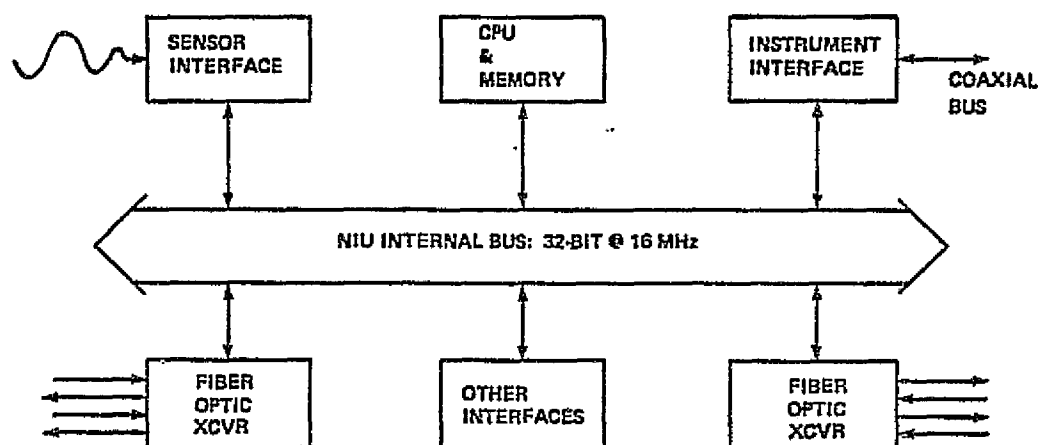 SENSOR
INTERFACE
CPU
&
MEMORY
INSTRUMENT
INTERFACE
COAXIAL
BUS
NIU INTERNAL BUS: 32-BIT @ 16 MHz
FIBER
OPTIC
XCVR
OTHER
INTERFACES
FIBER
OPTIC
XCVR